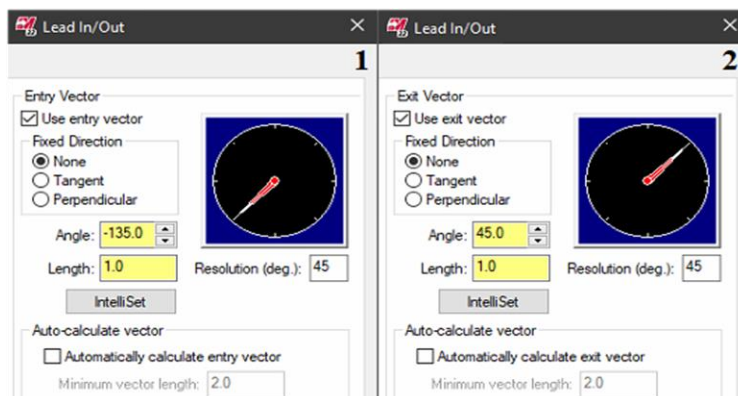 Lead In/Out
1
Entry Vector
Use entry vector
Fixed Direction
None
Tangent
Perpendicular
Angle: -135.0
Length: 1.0
Resolution (deg.): 45
IntelliSet
Auto-calculate vector
Automatically calculate entry vector
Minimum vector length: 2.0
Lead In/Out
2
Exit Vector
Use exit vector
Fixed Direction
None
Tangent
Perpendicular
Angle: 45.0
Length: 1.0
Resolution (deg.): 45
IntelliSet
Auto-calculate vector
Automatically calculate exit vector
Minimum vector length: 2.0